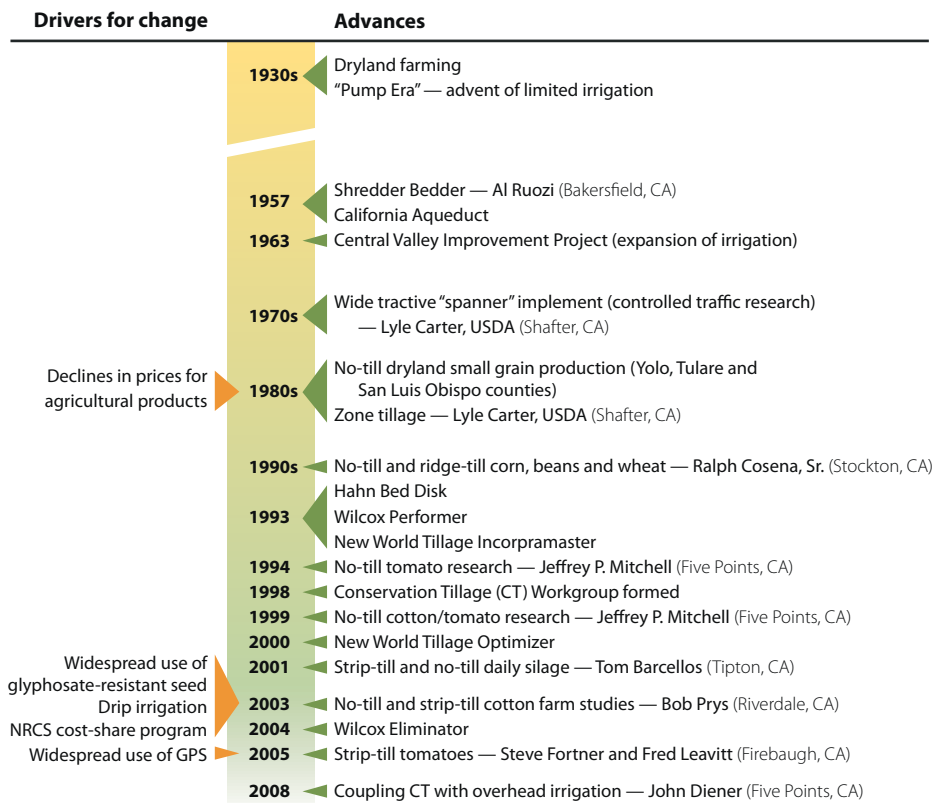 Drivers for change
Advances
1930s
Dryland farming
“Pump Era” — advent of limited irrigation
1957
Shredder Bedder — Al Ruozi (Bakersfield, CA)
California Aqueduct
1963
Central Valley Improvement Project (expansion of irrigation)
1970s
Wide tractive “spanner” implement (controlled traffic research)
— Lyle Carter, USDA (Shafter, CA)
Declines in prices for
agricultural products
1980s
No-till dryland small grain production (Yolo, Tulare and
San Luis Obispo counties)
Zone tillage — Lyle Carter, USDA (Shafter, CA)
1990s
No-till and ridge-till corn, beans and wheat — Ralph Cosena, Sr. (Stockton, CA)
1993
Hahn Bed Disk
Wilcox Performer
New World Tillage Incorpramaster
1994
No-till tomato research — Jeffrey P. Mitchell (Five Points, CA)
1998
Conservation Tillage (CT) Workgroup formed
1999
No-till cotton/tomato research — Jeffrey P. Mitchell (Five Points, CA)
2000
New World Tillage Optimizer
2001
Strip-till and no-till daily silage — Tom Barcellos (Tipton, CA)
Widespread use of
glyphosate-resistant seed
Drip irrigation
NRCS cost-share program
2003
No-till and strip-till cotton farm studies — Bob Prys (Riverdale, CA)
2004
Wilcox Eliminator
Widespread use of GPS
2005
Strip-till tomatoes — Steve Fortner and Fred Leavitt (Firebaugh, CA)
2008
Coupling CT with overhead irrigation — John Diener (Five Points, CA)